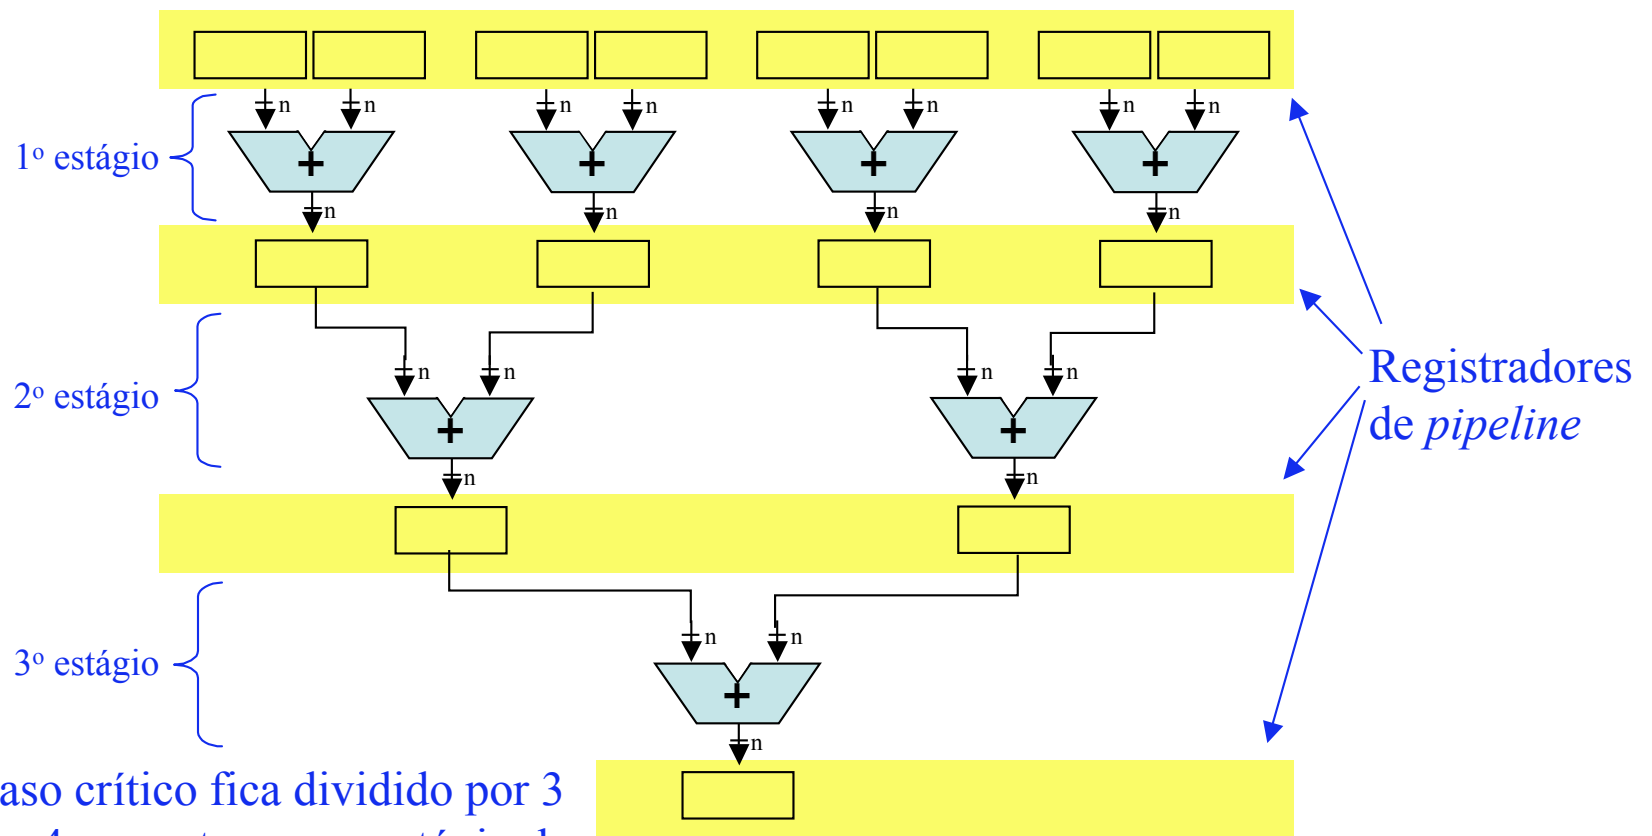 n n n n n n n n
1º estágio
+ + + +
n n n n
n n n n
2º estágio
+ +
n n
Registradores
de pipeline
n n
3º estágio
+
n
aso crítico fica dividido por 3